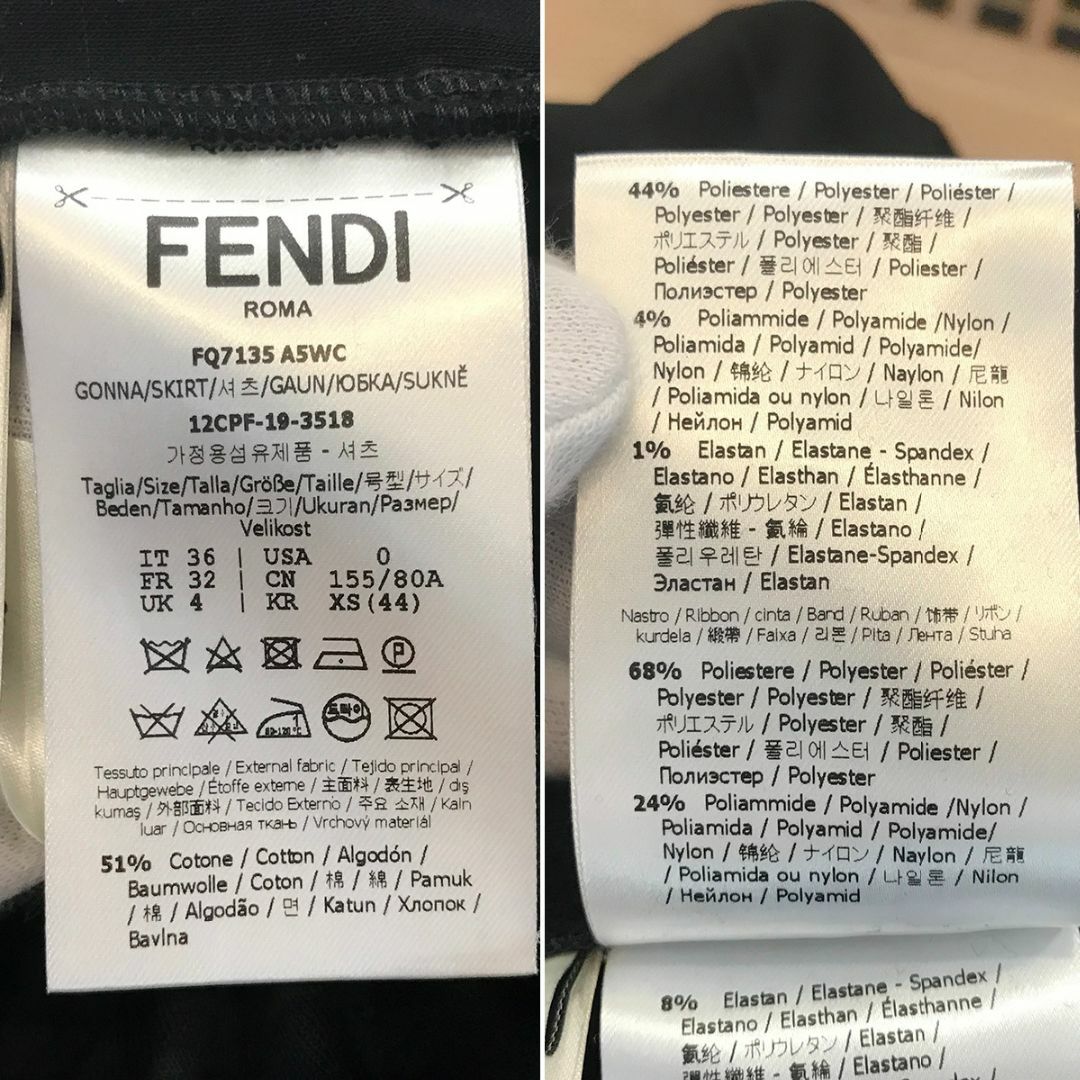 FENDI
ROMA
FQ7135 A5WC
GONNA/SKIRT/셔츠/GAUN/ЮБКА/SUKNĚ
12CPF-19-3518
가정용섬유제품 - 셔츠
Taglia/Size/Talla/Größe/Taille/号型/サイズ/
Beden/Tamanho/크기/Ukuran/Размер/
Velikost
IT 36 | USA 0
FR 32 | CN 155/80A
UK 4 | KR XS(44)
P
드라이
80-120°C
Tessuto principale / External fabric / Tejido principal /
Hauptgewebe / Étoffe externe / 主面料 / 表生地 / dış
kumaş / 外部面料 / Tecido Externo / 주요 소재 / Kain
luar / Основная ткань / Vrchový materiál
51% Cotone / Cotton / Algodón /
Baumwolle / Coton / 棉 / 綿 / Pamuk
/ 棉 / Algodão / 면 / Katun / Хлопок /
Bavlna
44% Poliestere / Polyester / Poliéster /
Polyester / Polyester / 聚酯纤维 /
ポリエステル / Polyester / 聚酯 /
Poliéster / 폴리에스터 / Poliester /
Полиэстер / Polyester
4% Poliammide / Polyamide /Nylon /
Poliamida / Polyamid / Polyamide/
Nylon / 锦纶 / ナイロン / Naylon / 尼龍
/ Poliamida ou nylon / 나일론 / Nilon
/ Нейлон / Polyamid
1% Elastan / Elastane - Spandex /
Elastano / Elasthan / Élasthanne /
氨纶 / ポリウレタン / Elastan /
彈性纖維 - 氨綸 / Elastano /
폴리우레탄 / Elastane-Spandex /
Эластан / Elastan
Nastro / Ribbon / cinta / Band / Ruban / 饰带 / リボン /
kurdela / 緞帶 / Faixa / 리본 / Pita / Лента / Stuha
68% Poliestere / Polyester / Poliéster /
Polyester / Polyester / 聚酯纤维 /
ポリエステル / Polyester / 聚酯 /
Poliéster / 폴리에스터 / Poliester /
Полиэстер / Polyester
24% Poliammide / Polyamide /Nylon /
Poliamida / Polyamid / Polyamide/
Nylon / 锦纶 / ナイロン / Naylon / 尼龍
/ Poliamida ou nylon / 나일론 / Nilon
/ Нейлон / Polyamid
8% Elastan / Elastane - Spandex /
Elastano / Elasthan / Élasthanne /
氨纶 / ポリウレタン / Elastan /
彈性纖維 - 氨綸 / Elastano /